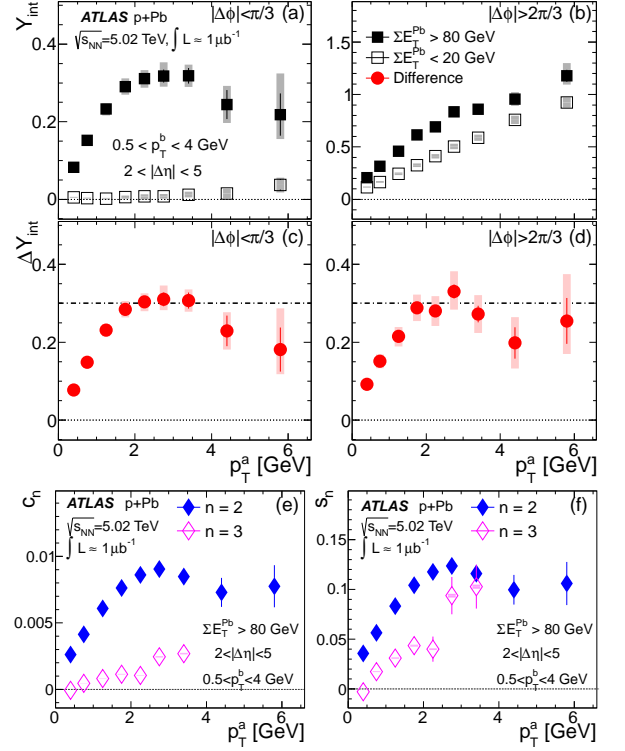 Y_int
ATLAS p+Pb
|Δφ|<π/3 (a)
√s_NN=5.02 TeV, ∫ L ≈ 1μb⁻¹
0.5 < p_T^b < 4 GeV
2 < |Δη| < 5
0.4
0.2
0
|Δφ|>2π/3 (b)
ΣE_T^Pb > 80 GeV
ΣE_T^Pb < 20 GeV
Difference
1.5
1
0.5
0
ΔY_int
|Δφ|<π/3 (c)
0.4
0.2
0
0 2 4 6
p_T^a [GeV]
|Δφ|>2π/3 (d)
0.4
0.2
0
0 2 4 6
p_T^a [GeV]
c_n
ATLAS p+Pb
(e)
√s_NN=5.02 TeV
∫ L ≈ 1μb⁻¹
n = 2
n = 3
0.01
0.005
0
ΣE_T^Pb > 80 GeV
2<|Δη|<5
0.5<p_T^b<4 GeV
0 2 4 6
p_T^a [GeV]
s_n
ATLAS p+Pb
(f)
√s_NN=5.02 TeV
∫ L ≈ 1μb⁻¹
n = 2
n = 3
0.15
0.1
0.05
0
ΣE_T^Pb > 80 GeV
2<|Δη|<5
0.5<p_T^b<4 GeV
0 2 4 6
p_T^a [GeV]